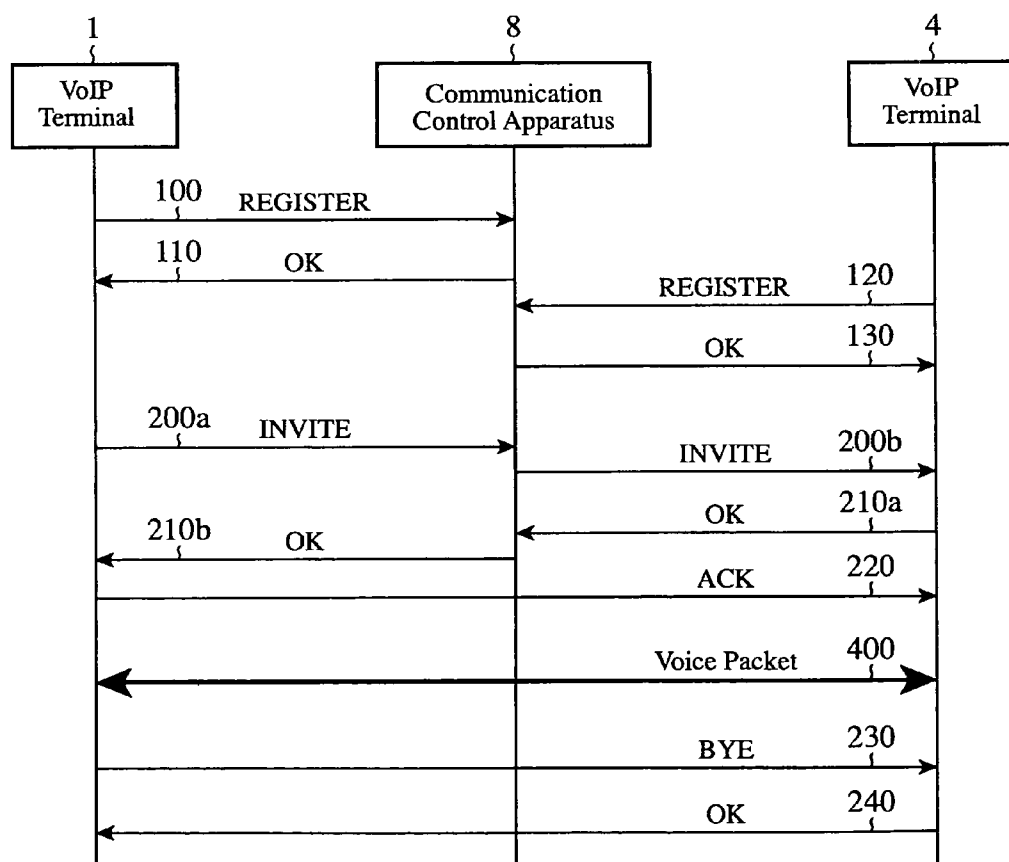 1
8
4
VoIP
Terminal
Communication
Control Apparatus
VoIP
Terminal
100
REGISTER
110
OK
REGISTER
120
OK
130
200a
INVITE
INVITE
200b
OK
210a
210b
OK
ACK
220
Voice Packet
400
BYE
230
OK
240